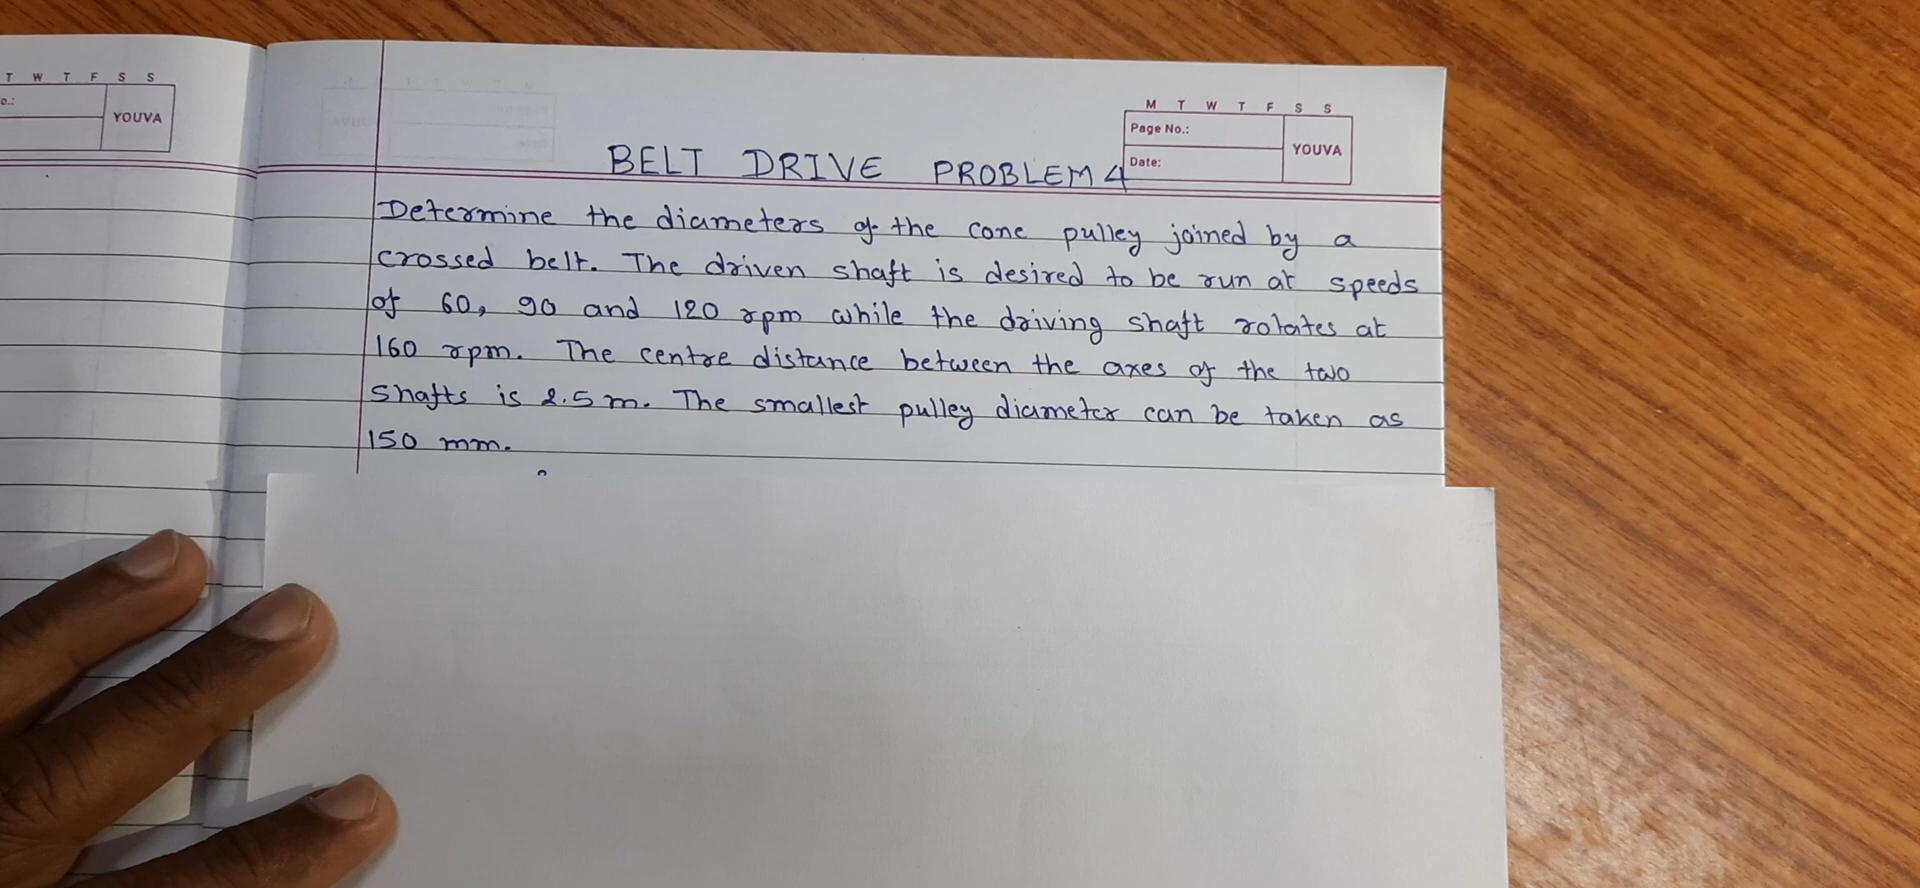 T W T F S S
o.:
YOUVA
M T W T F S S
Page No.:
YOUVA
Date:
BELT DRIVE PROBLEM 4
Determine the diameters of the cone pulley joined by a
crossed belt. The driven shaft is desired to be run at speeds
of 60, 90 and 120 rpm while the driving shaft rotates at
160 rpm. The centre distance between the axes of the two
shafts is 2.5 m. The smallest pulley diameter can be taken as
150 mm.